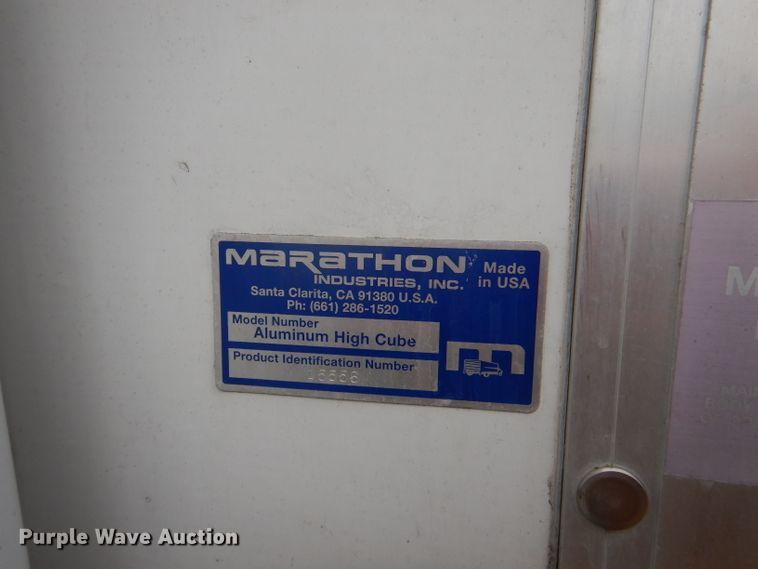 MARATHON
INDUSTRIES, INC.
Made
in USA
Santa Clarita, CA 91380 U.S.A.
Ph: (661) 286-1520
Model Number
Aluminum High Cube
Product Identification Number
M
Purple Wave Auction